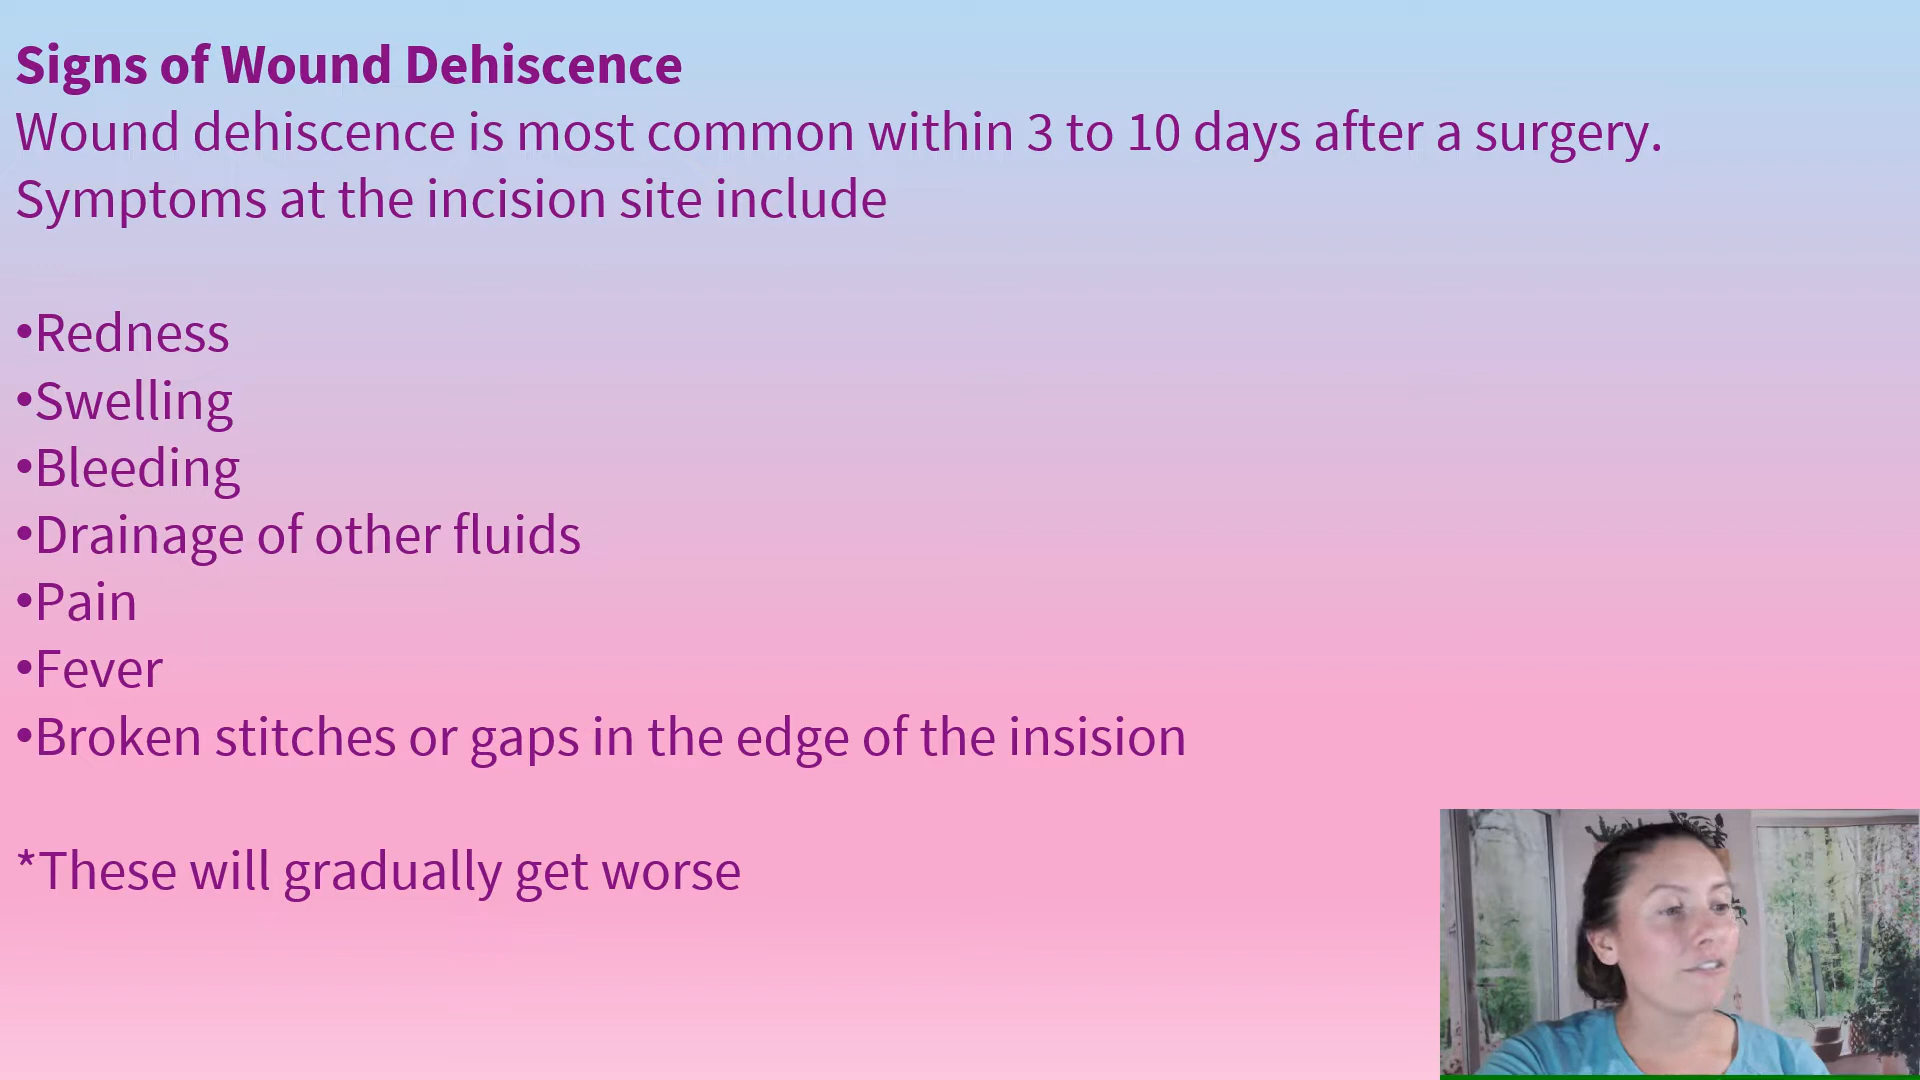 Signs of Wound Dehiscence
Wound dehiscence is most common within 3 to 10 days after a surgery.
Symptoms at the incision site include
•Redness
•Swelling
•Bleeding
•Drainage of other fluids
•Pain
•Fever
•Broken stitches or gaps in the edge of the insision
*These will gradually get worse